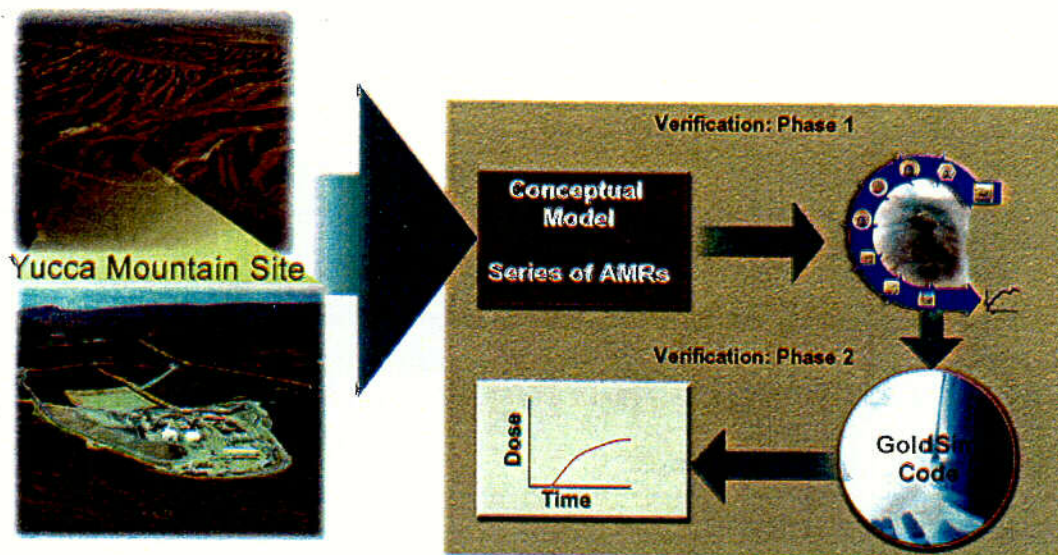 Yucca Mountain Site
Verification: Phase 1
Conceptual
Model
Series of AMRs
Verification: Phase 2
Dose
Time
GoldSim
Code